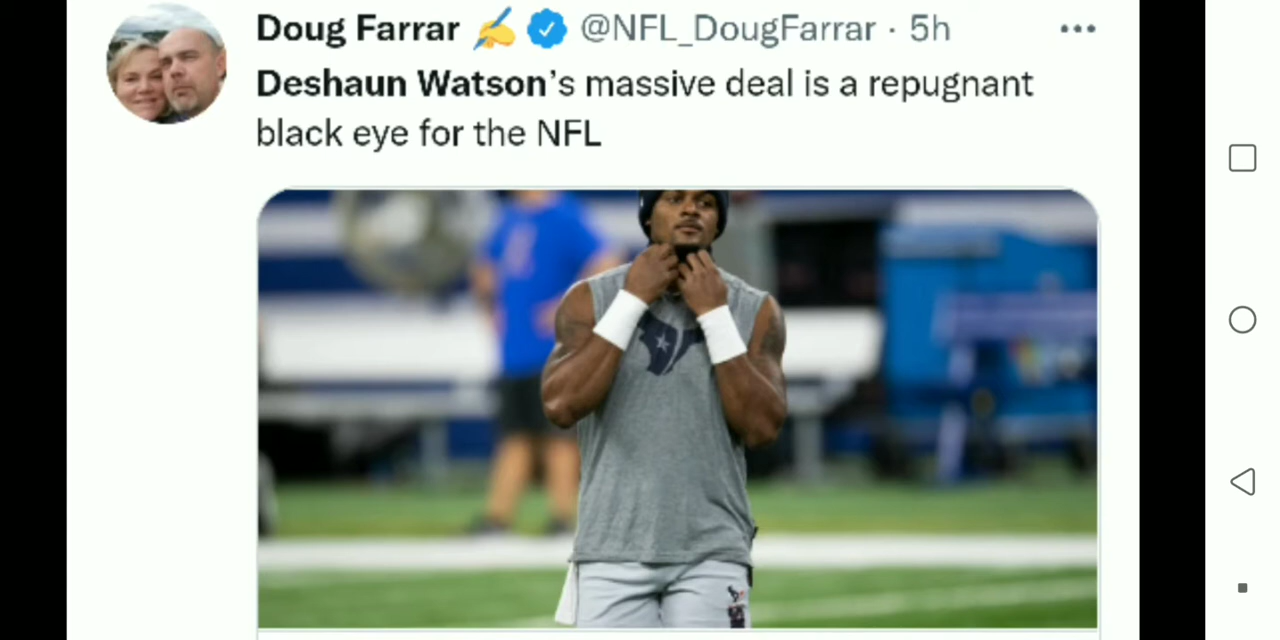 Doug Farrar ✍️ @NFL_DougFarrar · 5h
Deshaun Watson’s massive deal is a repugnant
black eye for the NFL